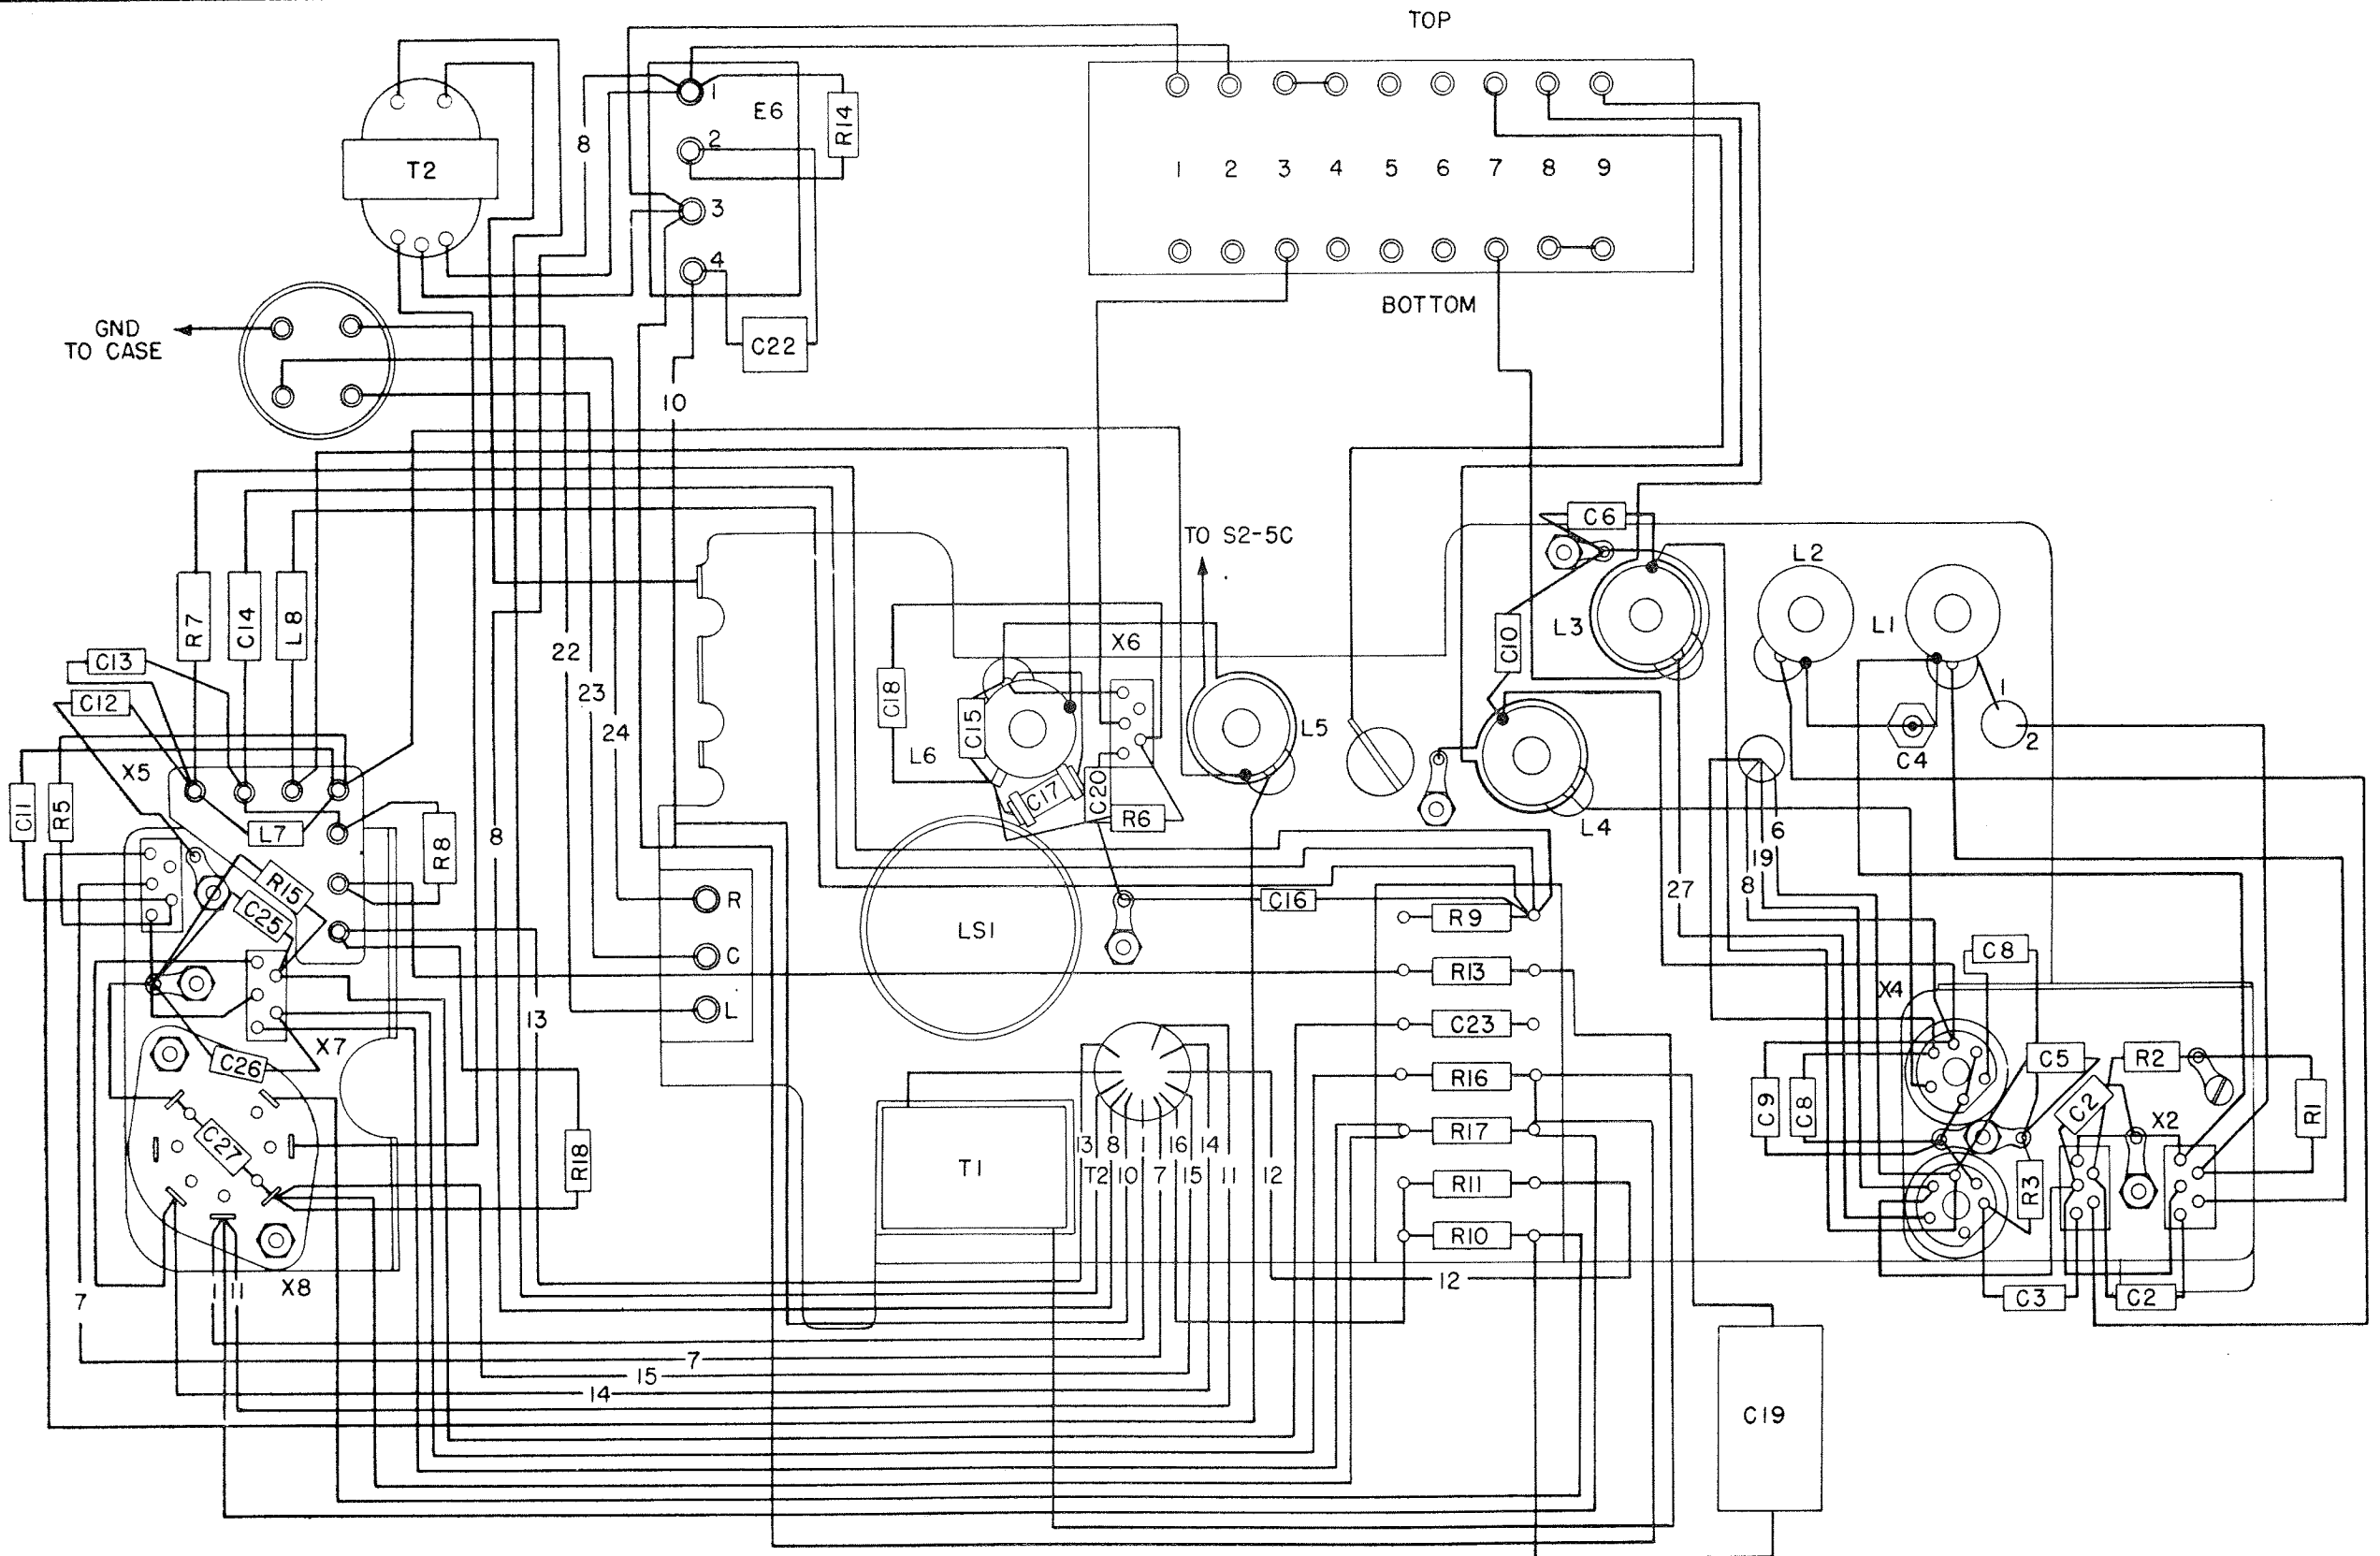 TOP
1
E6
R14
2
8
T2
1 2 3 4 5 6 7 8 9
3
4
BOTTOM
GND
TO CASE
C22
10
C6
TO S2-5C
L2
R7
C14
L8
C10
L3
L1
X6
22
C13
23
C18
1
C12
C15
24
L5
2
L6
C4
X5
C17
C20
C11
R5
L7
R6
L4
6
8
R8
19
R15
27
8
C16
C25
R
R9
LS1
C
C8
R13
X4
L
13
C23
X7
C26
C5
R2
R16
C9
C8
C2
R1
C27
R18
T1
13
8
1
16
14
R17
X2
T2
10
7
15
11
12
R11
R3
R10
X8
12
1
11
7
C3
C2
7
15
14
C19